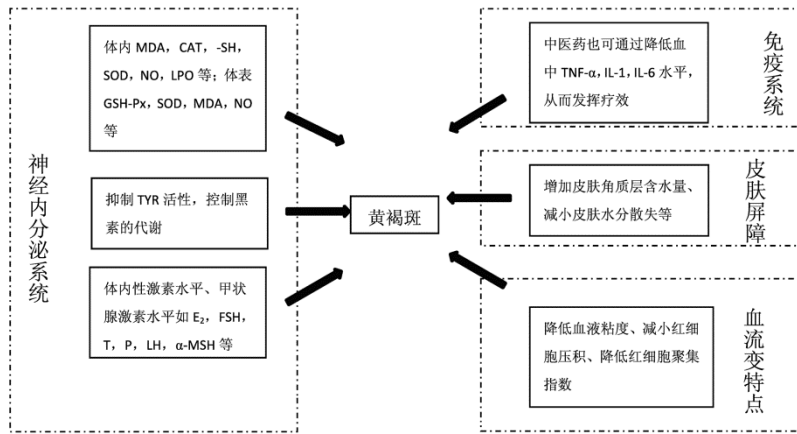 神经内分泌系统
体内 MDA，CAT，-SH，
SOD，NO，LPO 等；体表
GSH-Px，SOD，MDA，NO
等
抑制 TYR 活性，控制黑
素的代谢
体内性激素水平、甲状
腺激素水平如 E₂，FSH，
T，P，LH，α-MSH 等
黄褐斑
中医药也可通过降低血
中 TNF-α，IL-1，IL-6 水平，
从而发挥疗效
免疫系统
增加皮肤角质层含水量、
减小皮肤水分散失等
皮肤屏障
降低血液粘度、减小红细
胞压积、降低红细胞聚集
指数
血流变特点